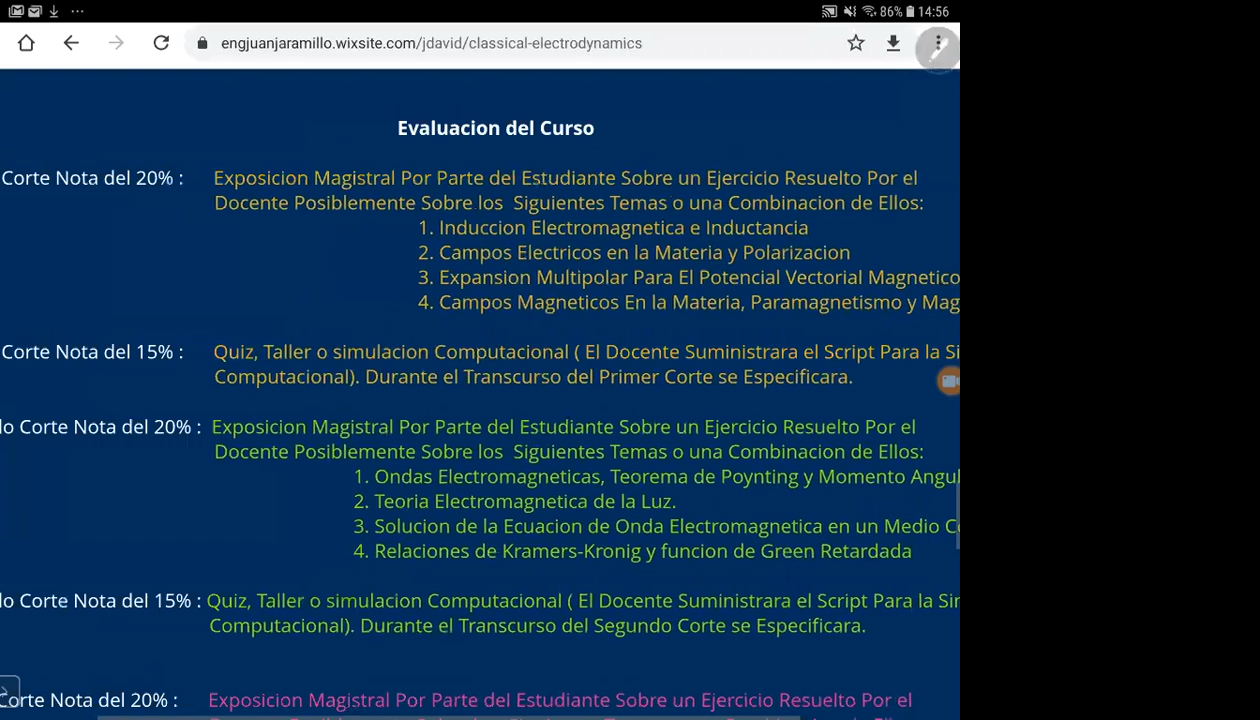 86% 14:56
engjuanjaramillo.wixsite.com/jdavid/classical-electrodynamics
Evaluacion del Curso
Corte Nota del 20% : Exposicion Magistral Por Parte del Estudiante Sobre un Ejercicio Resuelto Por el
Docente Posiblemente Sobre los Siguientes Temas o una Combinacion de Ellos:
1. Induccion Electromagnetica e Inductancia
2. Campos Electricos en la Materia y Polarizacion
3. Expansion Multipolar Para El Potencial Vectorial Magnetico
4. Campos Magneticos En la Materia, Paramagnetismo y Mag
Corte Nota del 15% : Quiz, Taller o simulacion Computacional ( El Docente Suministrara el Script Para la Si
Computacional). Durante el Transcurso del Primer Corte se Especificara.
lo Corte Nota del 20% : Exposicion Magistral Por Parte del Estudiante Sobre un Ejercicio Resuelto Por el
Docente Posiblemente Sobre los Siguientes Temas o una Combinacion de Ellos:
1. Ondas Electromagneticas, Teorema de Poynting y Momento Angul
2. Teoria Electromagnetica de la Luz.
3. Solucion de la Ecuacion de Onda Electromagnetica en un Medio C
4. Relaciones de Kramers-Kronig y funcion de Green Retardada
lo Corte Nota del 15% : Quiz, Taller o simulacion Computacional ( El Docente Suministrara el Script Para la Sim
Computacional). Durante el Transcurso del Segundo Corte se Especificara.
Corte Nota del 20% : Exposicion Magistral Por Parte del Estudiante Sobre un Ejercicio Resuelto Por el